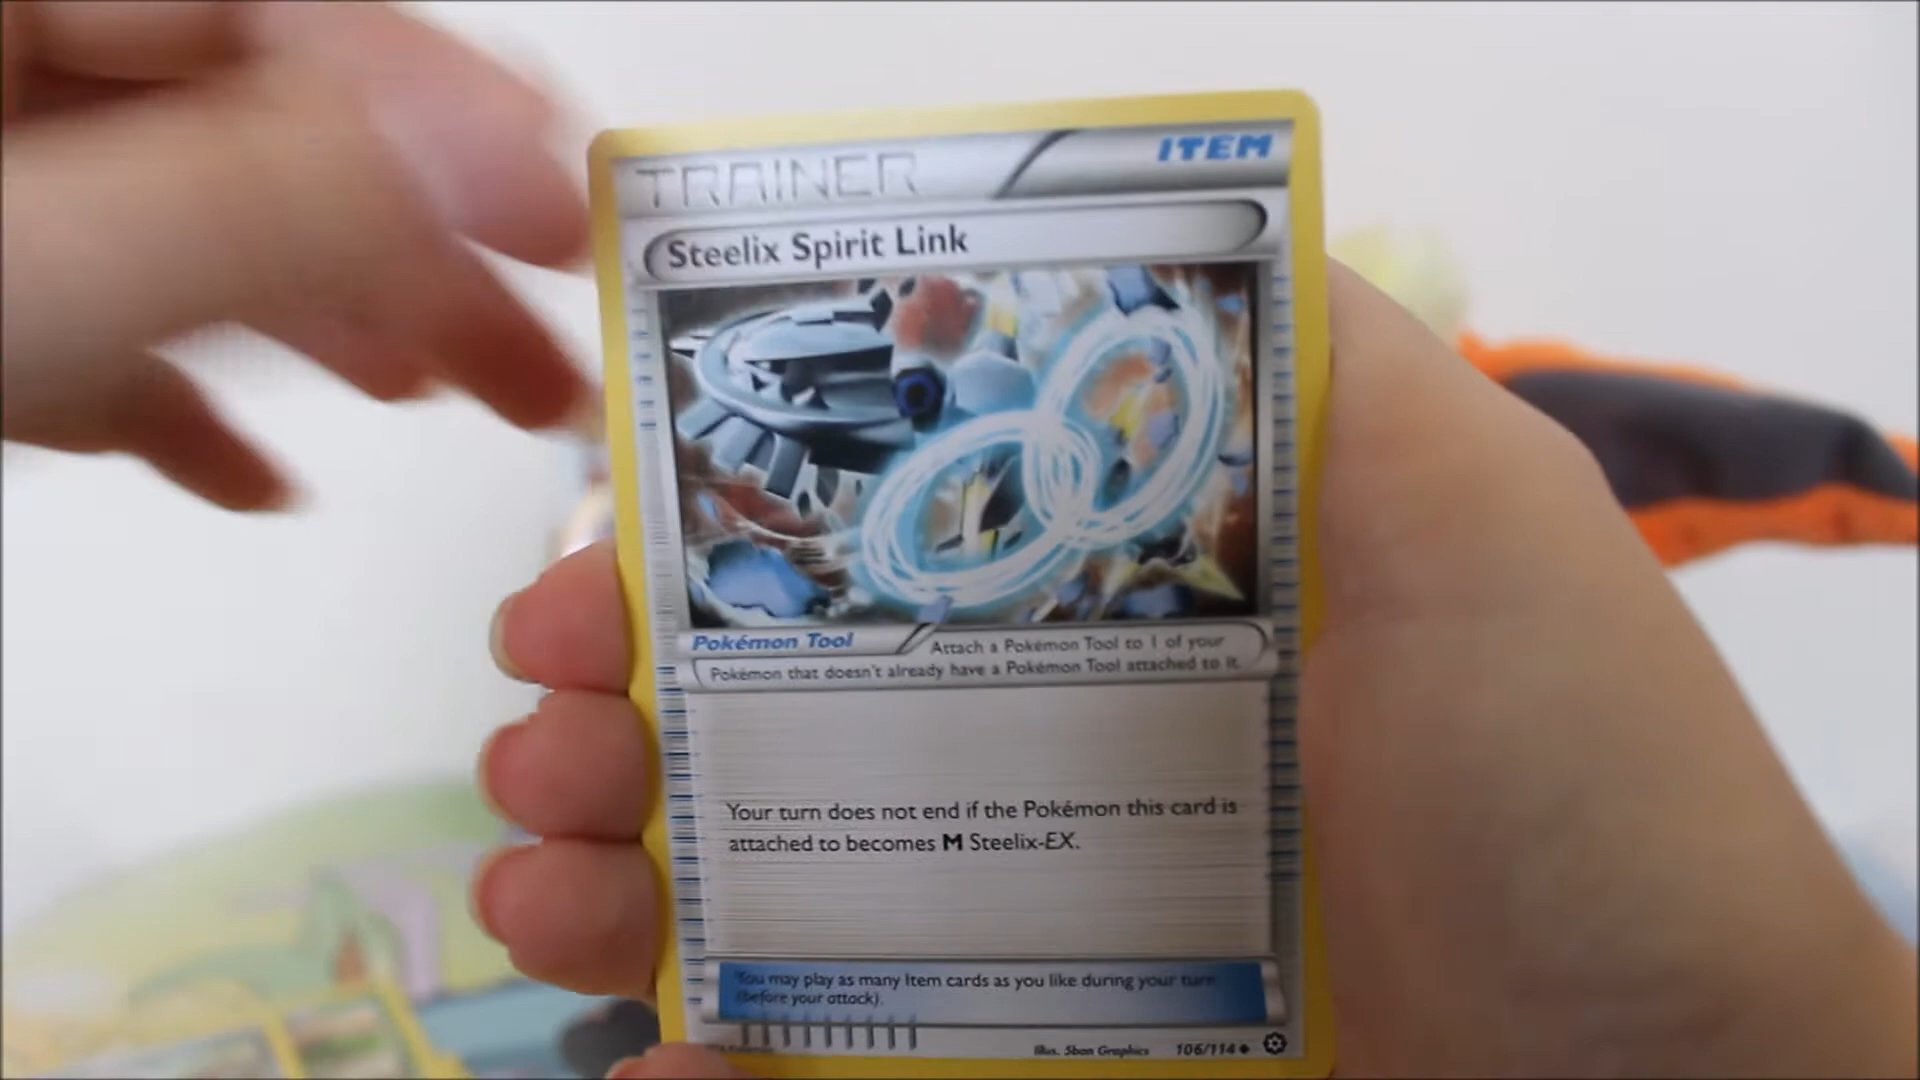 TRAINER
ITEM
Steelix Spirit Link
Pokémon Tool
Attach a Pokémon Tool to 1 of your
Pokémon that doesn't already have a Pokémon Tool attached to it.
Your turn does not end if the Pokémon this card is
attached to becomes M Steelix-EX.
You may play as many Item cards as you like during your turn
(before your attack).
Illus. 5ban Graphics
106/114